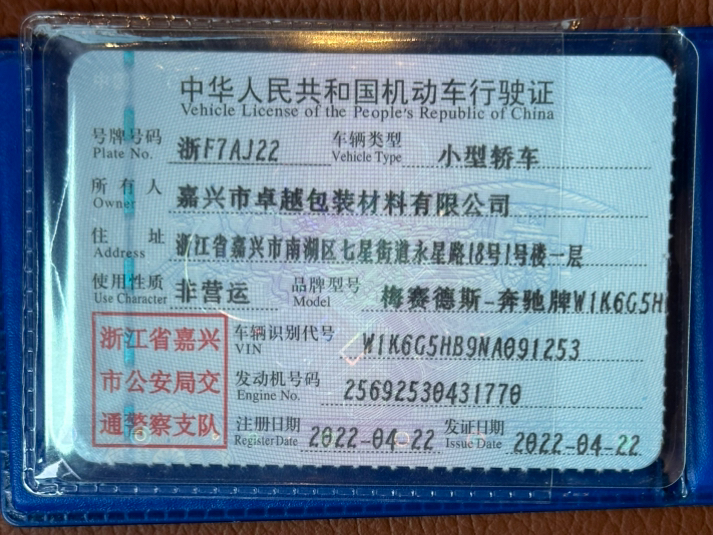 中华人民共和国机动车行驶证
Vehicle License of the People's Republic of China
号牌号码 浙F7AJ22 车辆类型 小型轿车
Plate No. Vehicle Type
所有人 嘉兴市卓越包装材料有限公司
Owner
住址 浙江省嘉兴市南湖区七星街道永星路18号1号楼一层
Address
使用性质 非营运 品牌型号 梅赛德斯-奔驰牌W1K6G5H
Use Character Model
浙江省嘉兴 车辆识别代号 W1K6G5HB9NA091253
VIN
市公安局交 发动机号码 25692530431770
Engine No.
通警察支队 注册日期 2022-04-22 发证日期 2022-04-22
Register Date Issue Date